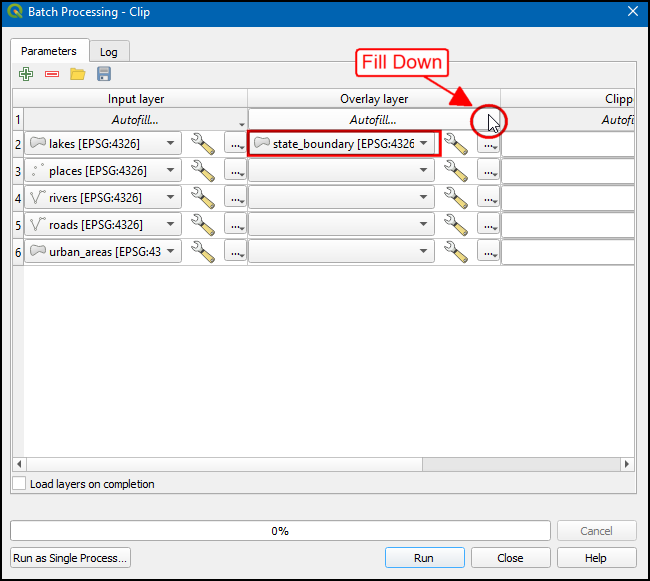 Batch Processing - Clip
Parameters
Log
Fill Down
Input layer
Overlay layer
Clipp
1
Autofill...
Autofill...
Autofi
2
lakes [EPSG:4326]
...
state_boundary [EPSG:4326
...
3
places [EPSG:4326]
...
...
4
rivers [EPSG:4326]
...
...
5
roads [EPSG:4326]
...
...
6
urban_areas [EPSG:43
...
...
Load layers on completion
0%
Cancel
Run as Single Process...
Run
Close
Help